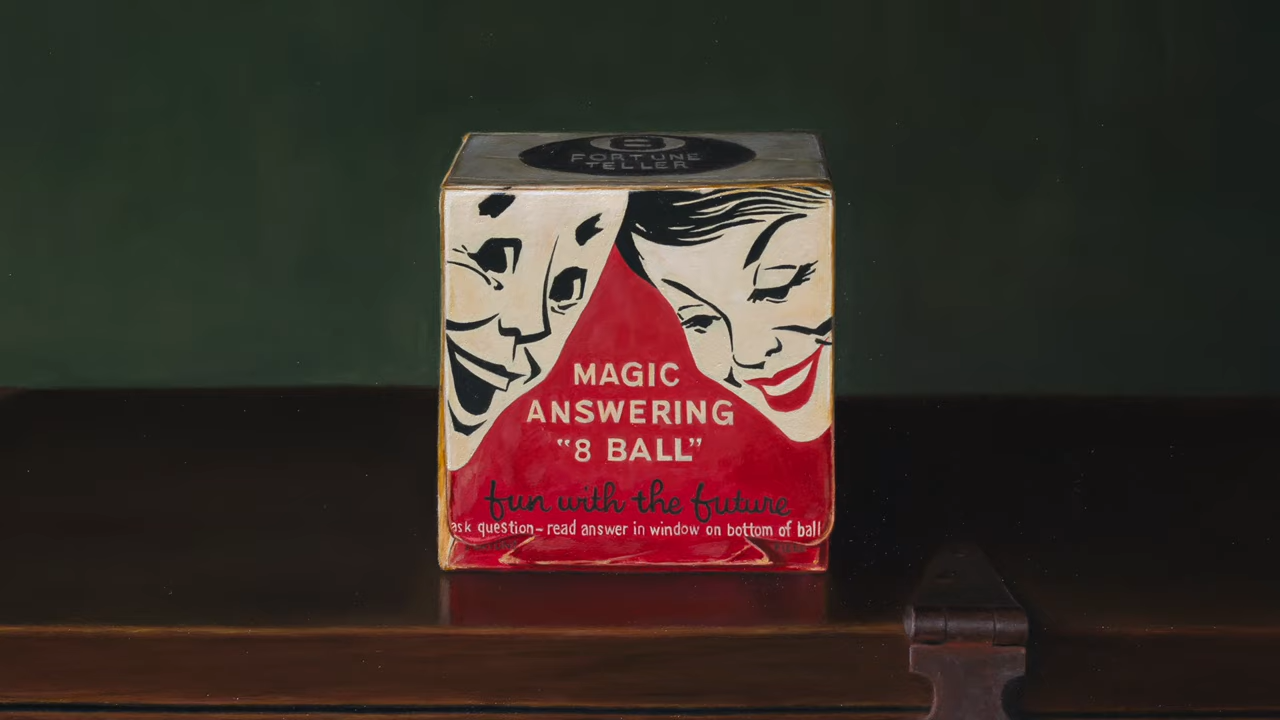 8
FORTUNE
TELLER
MAGIC
ANSWERING
“8 BALL”
fun with the future
ask question – read answer in window on bottom of ball